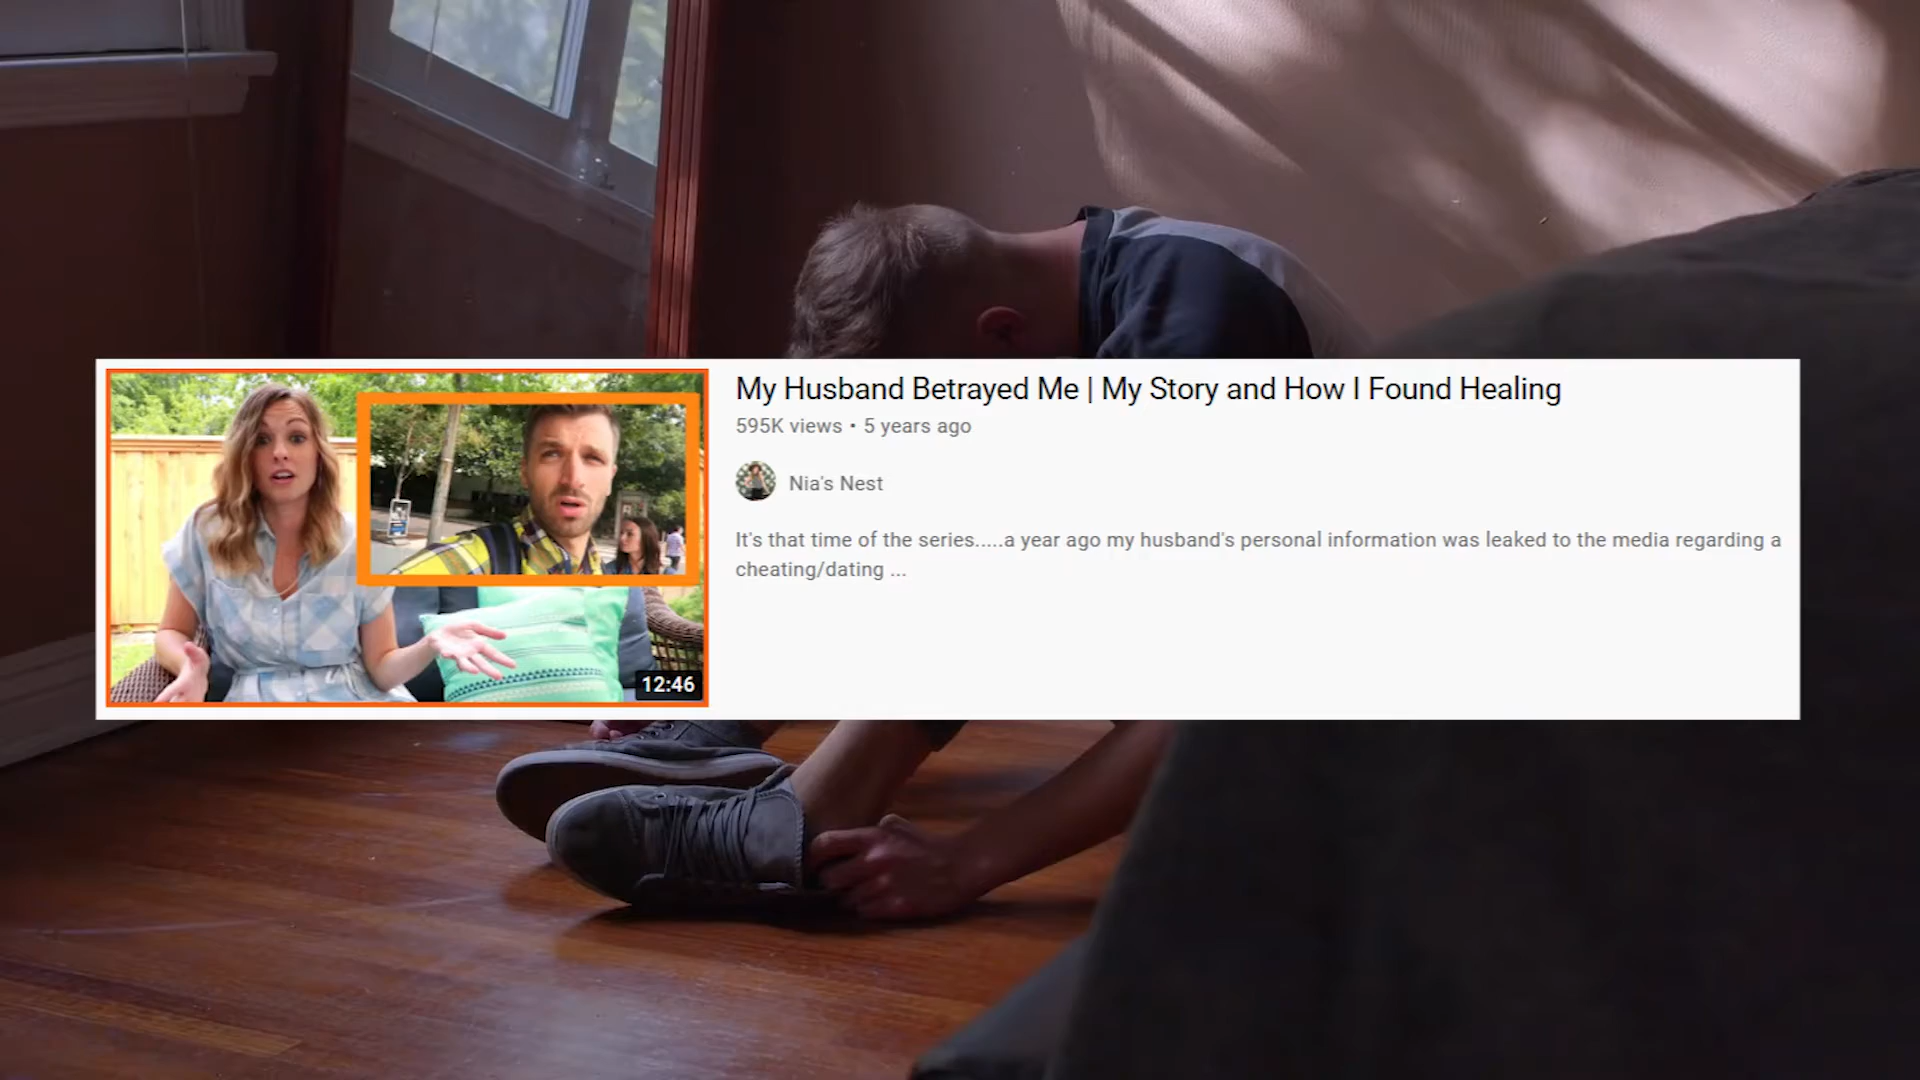 My Husband Betrayed Me | My Story and How I Found Healing
595K views • 5 years ago
Nia's Nest
It's that time of the series.....a year ago my husband's personal information was leaked to the media regarding a
cheating/dating ...
12:46